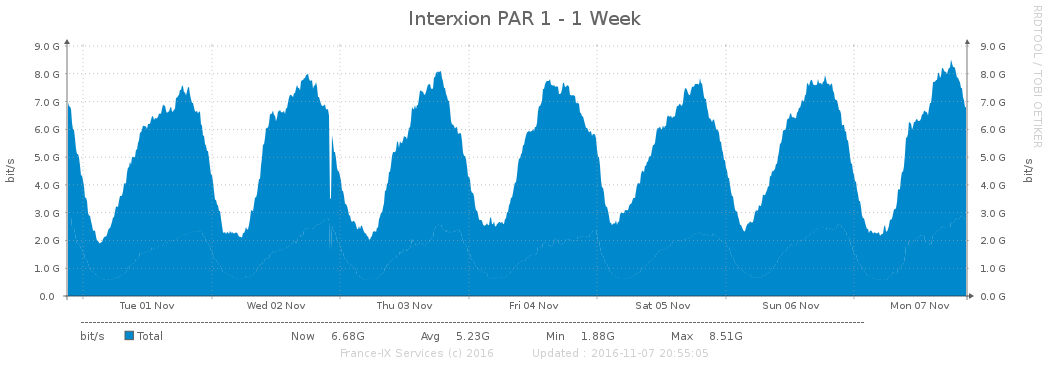 Interxion PAR 1 - 1 Week
RRDTOOL / TOBI OETIKER
9.0 G 9.0 G
8.0 G 8.0 G
7.0 G 7.0 G
6.0 G 6.0 G
5.0 G 5.0 G
4.0 G 4.0 G
3.0 G 3.0 G
2.0 G 2.0 G
1.0 G 1.0 G
0.0 0.0 G
bit/s bit/s
Tue 01 Nov Wed 02 Nov Thu 03 Nov Fri 04 Nov Sat 05 Nov Sun 06 Nov Mon 07 Nov
bit/s Total Now 6.68G Avg 5.23G Min 1.88G Max 8.51G
France-IX Services (c) 2016 Updated : 2016-11-07 20:55:05